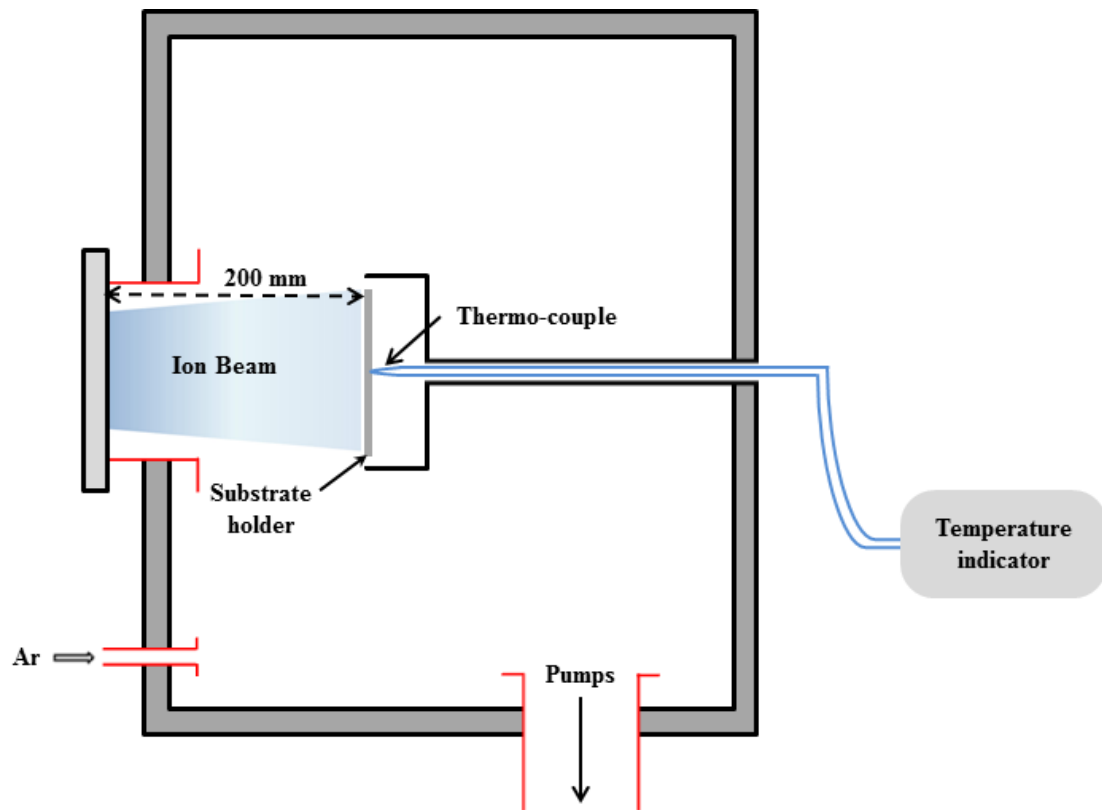 200 mm
Thermo-couple
Ion Beam
Substrate
holder
Temperature
indicator
Ar
Pumps